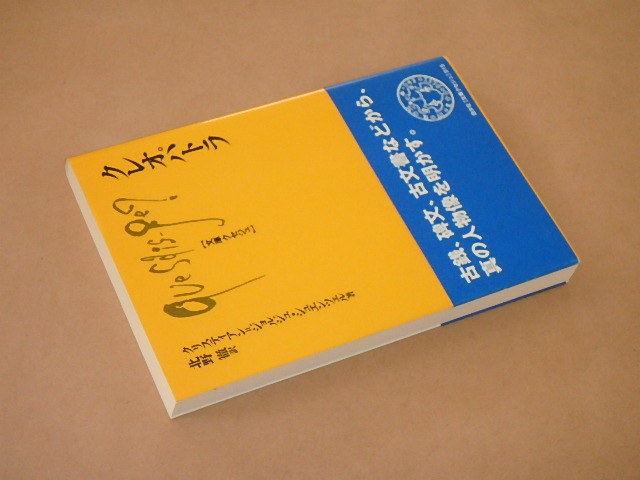 クレオパトラ
Que sais-je?
[文庫クセジュ]
クリスティアン=ジョルジュ・シュエンツェル著
北野 徹訳
古銭、碑文、古文書などから、
真の人物像を明かす。